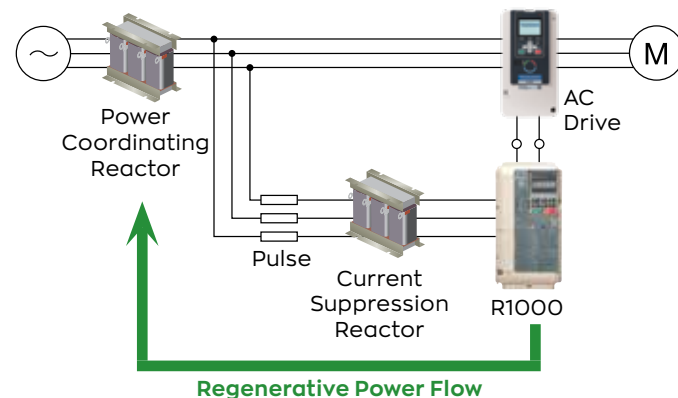 M
AC
Drive
Power
Coordinating
Reactor
Pulse
Current
Suppression
Reactor
R1000
Regenerative Power Flow